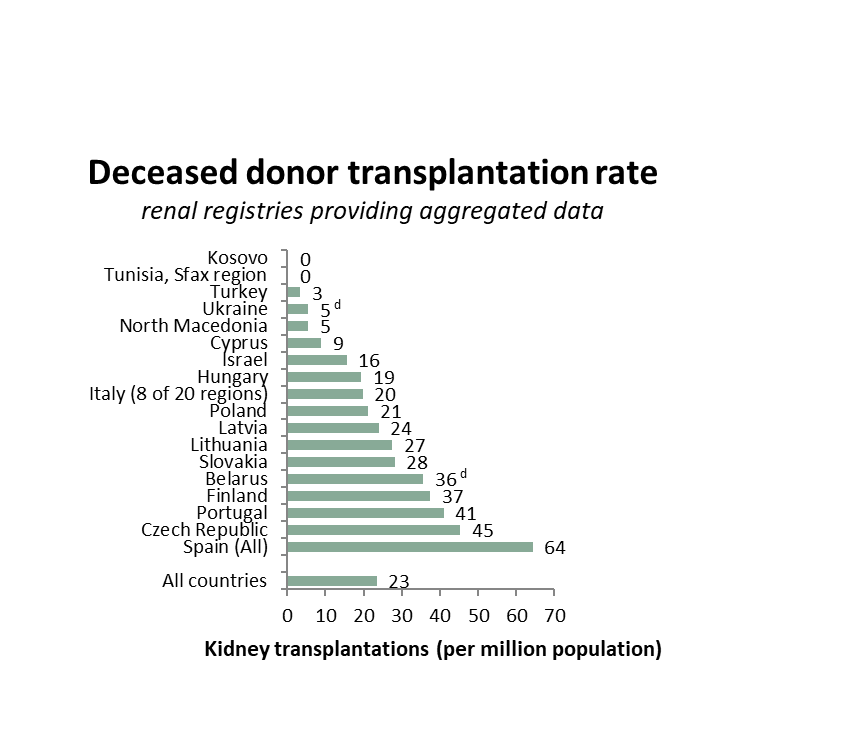 Deceased donor transplantation rate
renal registries providing aggregated data
Kosovo 0
Tunisia, Sfax region 0
Turkey 3
Ukraine 5 d
North Macedonia 5
Cyprus 9
Israel 16
Hungary 19
Italy (8 of 20 regions) 20
Poland 21
Latvia 24
Lithuania 27
Slovakia 28
Belarus 36 d
Finland 37
Portugal 41
Czech Republic 45
Spain (All) 64
All countries 23
0 10 20 30 40 50 60 70
Kidney transplantations (per million population)